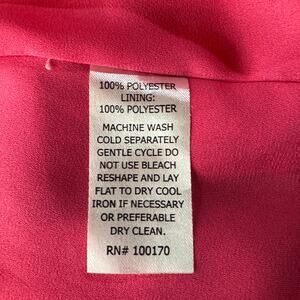 100% POLYESTER
LINING:
100% POLYESTER
MACHINE WASH
COLD SEPARATELY
GENTLE CYCLE DO
NOT USE BLEACH
RESHAPE AND LAY
FLAT TO DRY COOL
IRON IF NECESSARY
OR PREFERABLE
DRY CLEAN.
RN# 100170